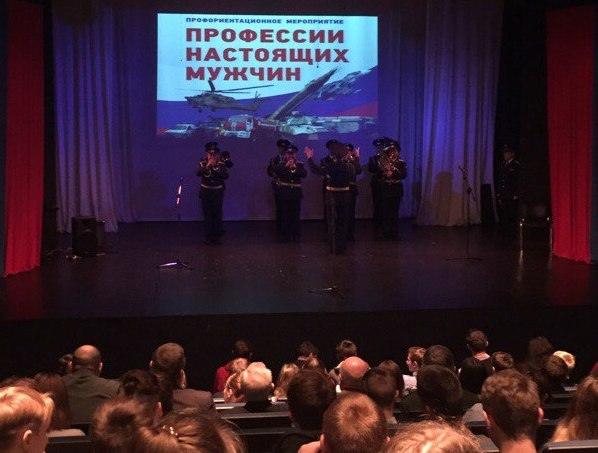 ПРОФОРИЕНТАЦИОННОЕ МЕРОПРИЯТИЕ
ПРОФЕССИИ
НАСТОЯЩИХ
МУЖЧИН